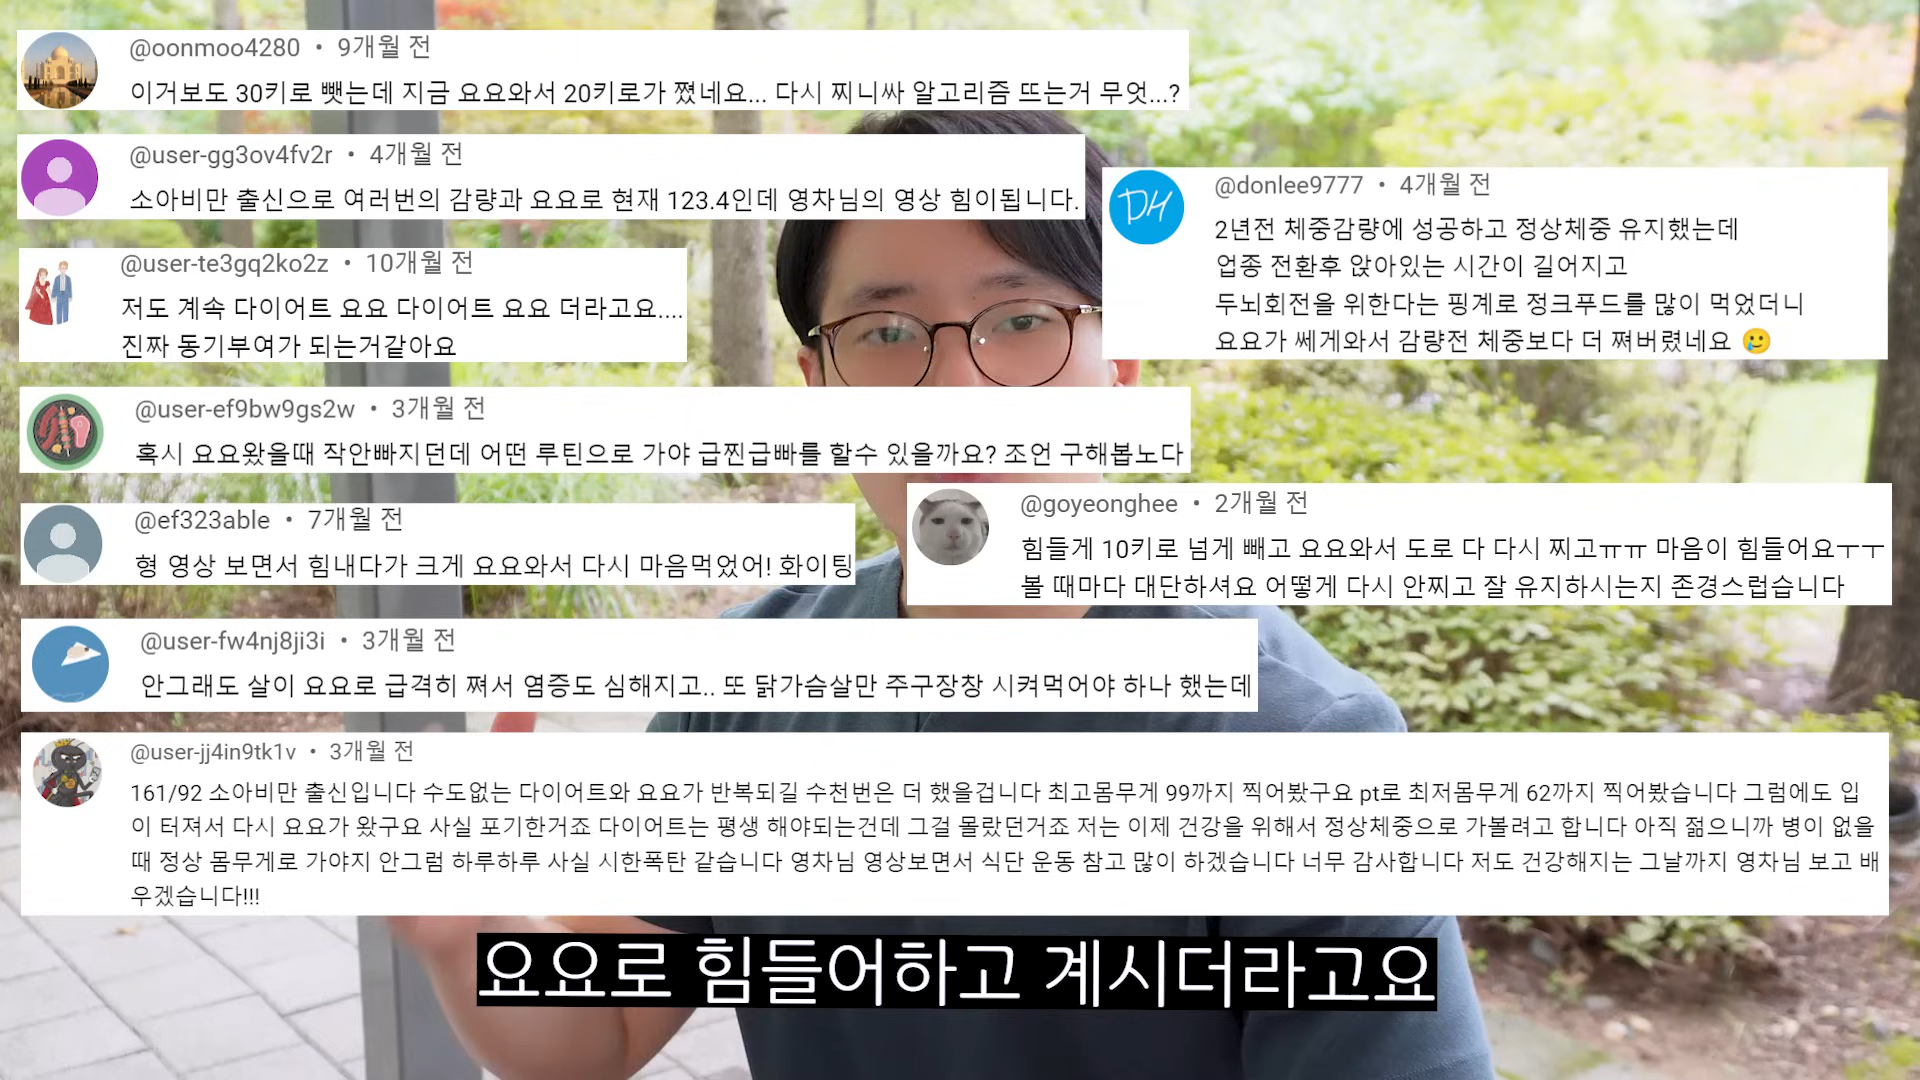 @oonmoo4280 • 9개월 전
이거보도 30키로 뺏는데 지금 요요와서 20키로가 쪘네요... 다시 찌니싸 알고리즘 뜨는거 무엇...?
@user-gg3ov4fv2r • 4개월 전
소아비만 출신으로 여러번의 감량과 요요로 현재 123.4인데 영차님의 영상 힘이됩니다.
@donlee9777 • 4개월 전
2년전 체중감량에 성공하고 정상체중 유지했는데
업종 전환후 앉아있는 시간이 길어지고
두뇌회전을 위한다는 핑계로 정크푸드를 많이 먹었더니
요요가 쎄게와서 감량전 체중보다 더 쪄버렸네요 🥲
@user-te3gq2ko2z • 10개월 전
저도 계속 다이어트 요요 다이어트 요요 더라고요....
진짜 동기부여가 되는거같아요
@user-ef9bw9gs2w • 3개월 전
혹시 요요왔을때 작안빠지던데 어떤 루틴으로 가야 급찐급빠를 할수 있을까요? 조언 구해봅노다
@ef323able • 7개월 전
형 영상 보면서 힘내다가 크게 요요와서 다시 마음먹었어! 화이팅
@goyeonghee • 2개월 전
힘들게 10키로 넘게 빼고 요요와서 도로 다 다시 찌고ㅠㅠ 마음이 힘들어요ㅜㅜ
볼 때마다 대단하셔요 어떻게 다시 안찌고 잘 유지하시는지 존경스럽습니다
@user-fw4nj8ji3i • 3개월 전
안그래도 살이 요요로 급격히 쪄서 염증도 심해지고.. 또 닭가슴살만 주구장창 시켜먹어야 하나 했는데
@user-jj4in9tk1v • 3개월 전
161/92 소아비만 출신입니다 수도없는 다이어트와 요요가 반복되길 수천번은 더 했을겁니다 최고몸무게 99까지 찍어봤구요 pt로 최저몸무게 62까지 찍어봤습니다 그럼에도 입
이 터져서 다시 요요가 왔구요 사실 포기한거죠 다이어트는 평생 해야되는건데 그걸 몰랐던거죠 저는 이제 건강을 위해서 정상체중으로 가볼려고 합니다 아직 젊으니까 병이 없을
때 정상 몸무게로 가야지 안그럼 하루하루 사실 시한폭탄 같습니다 영차님 영상보면서 식단 운동 참고 많이 하겠습니다 너무 감사합니다 저도 건강해지는 그날까지 영차님 보고 배
우겠습니다!!!
요요로 힘들어하고 계시더라고요
DH